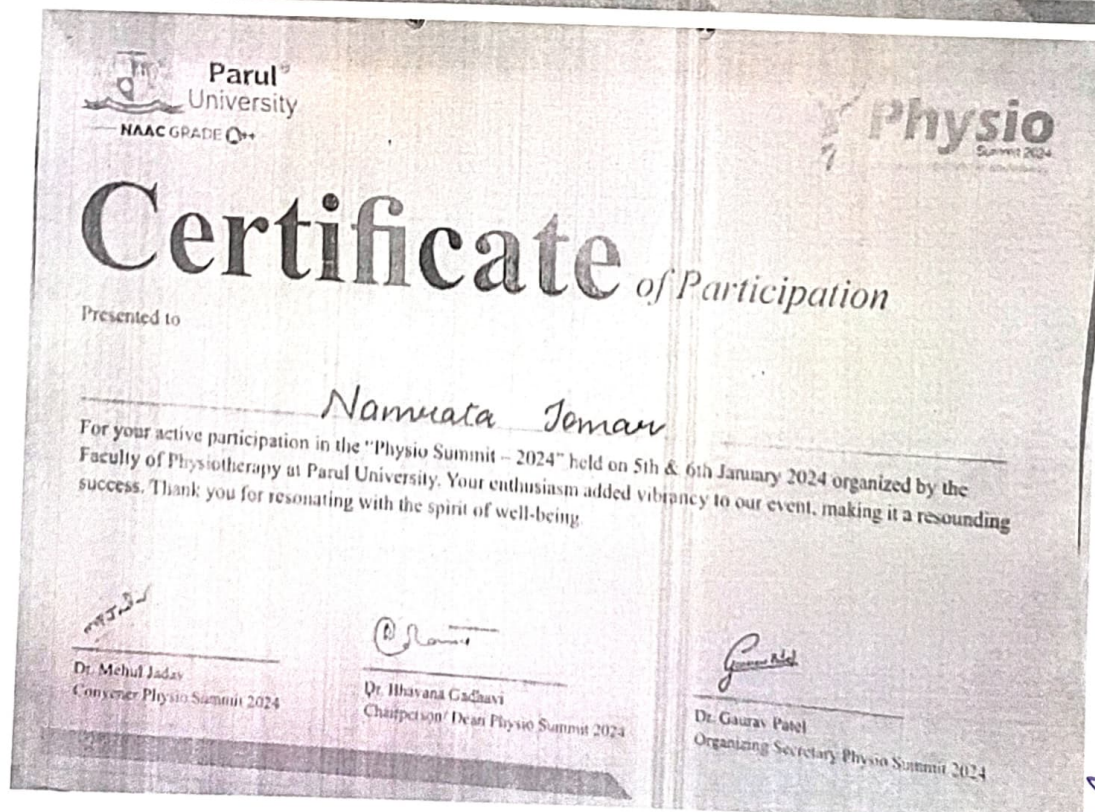 Parul®
University
NAAC GRADE A++
Physio
Summit 2024
Certificate of Participation
Presented to
Namrata Tomar
For your active participation in the "Physio Summit – 2024" held on 5th & 6th January 2024 organized by the
Faculty of Physiotherapy at Parul University. Your enthusiasm added vibrancy to our event, making it a resounding
success. Thank you for resonating with the spirit of well-being.
Dr. Mehul Jadav
Convener Physio Summit 2024
Dr. Bhavana Gadhavi
Chairperson/ Dean Physio Summit 2024
Dr. Gaurav Patel
Organizing Secretary Physio Summit 2024